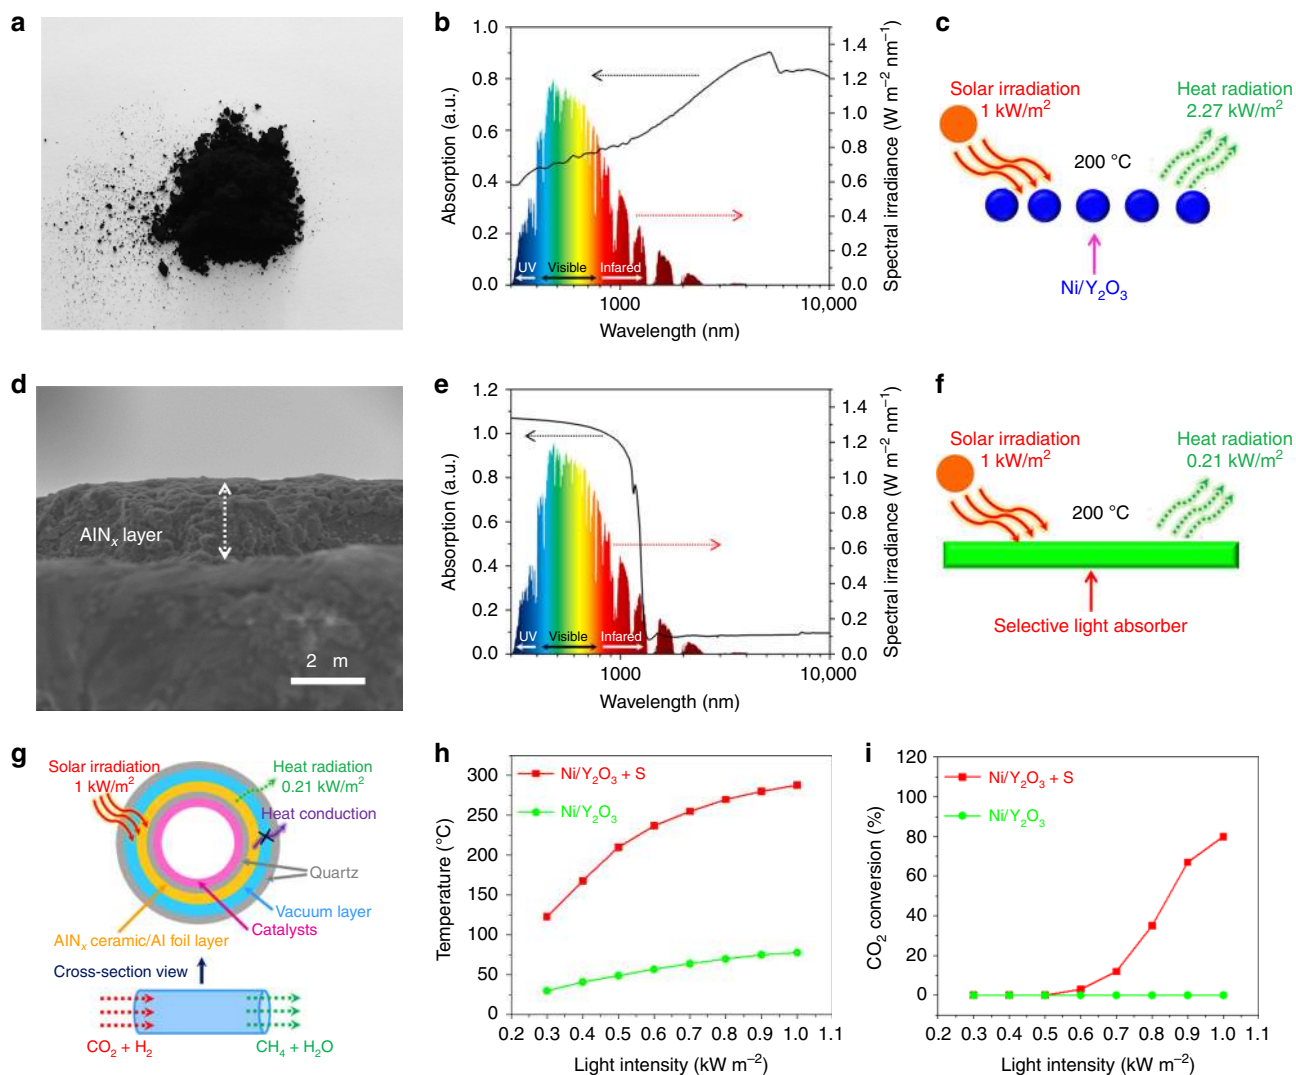 a
b
1.0
0.8
0.6
0.4
0.2
0.0
Absorption (a.u.)
1.4
1.2
1.0
0.8
0.6
0.4
0.2
0.0
Spectral irradiance (W m⁻² nm⁻¹)
UV
Visible
Infared
1000
10,000
Wavelength (nm)
c
Solar irradiation
1 kW/m²
Heat radiation
2.27 kW/m²
200 °C
Ni/Y₂O₃
d
AlNₓ layer
2 m
e
1.2
1.0
0.8
0.6
0.4
0.2
0.0
Absorption (a.u.)
1.4
1.2
1.0
0.8
0.6
0.4
0.2
0.0
Spectral irradiance (W m⁻² nm⁻¹)
UV
Visible
Infared
1000
10,000
Wavelength (nm)
f
Solar irradiation
1 kW/m²
Heat radiation
0.21 kW/m²
200 °C
Selective light absorber
g
Solar irradiation
1 kW/m²
Heat radiation
0.21 kW/m²
Heat conduction
Quartz
Vacuum layer
Catalysts
AlNₓ ceramic/Al foil layer
Cross-section view
CO₂ + H₂
CH₄ + H₂O
h
300
250
200
150
100
50
0
Temperature (°C)
Ni/Y₂O₃ + S
Ni/Y₂O₃
0.2 0.3 0.4 0.5 0.6 0.7 0.8 0.9 1.0 1.1
Light intensity (kW m⁻²)
i
120
100
80
60
40
20
0
CO₂ conversion (%)
Ni/Y₂O₃ + S
Ni/Y₂O₃
0.2 0.3 0.4 0.5 0.6 0.7 0.8 0.9 1.0 1.1
Light intensity (kW m⁻²)